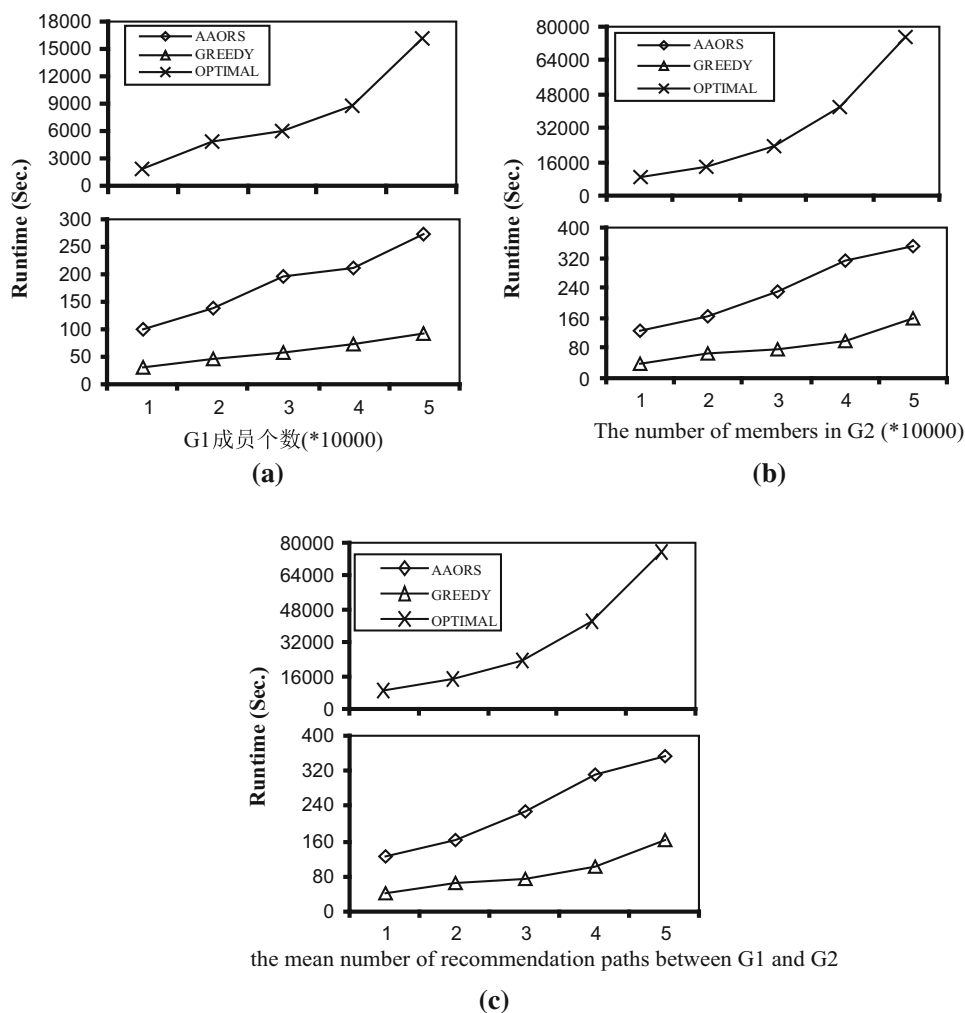 18000
15000
12000
9000
6000
3000
0
AAORS
GREEDY
OPTIMAL
300
250
200
150
100
50
0
Runtime (Sec.)
1 2 3 4 5
G1成员个数(*10000)
(a)
80000
64000
48000
32000
16000
0
AAORS
GREEDY
OPTIMAL
400
320
240
160
80
0
Runtime (Sec.)
1 2 3 4 5
The number of members in G2 (*10000)
(b)
80000
64000
48000
32000
16000
0
AAORS
GREEDY
OPTIMAL
400
320
240
160
80
0
Runtime (Sec.)
1 2 3 4 5
the mean number of recommendation paths between G1 and G2
(c)